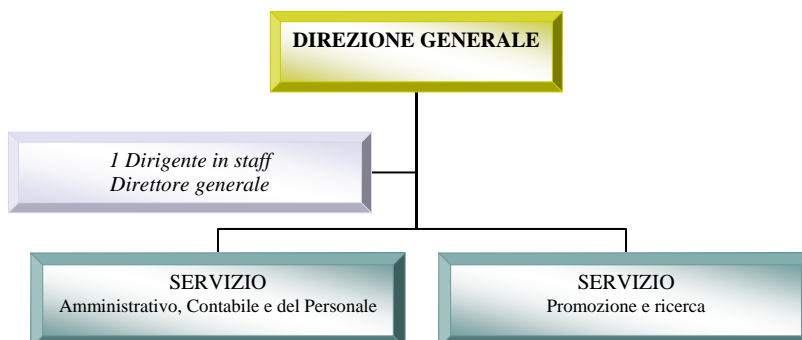 DIREZIONE GENERALE
1 Dirigente in staff
Direttore generale
SERVIZIO
Amministrativo, Contabile e del Personale
SERVIZIO
Promozione e ricerca